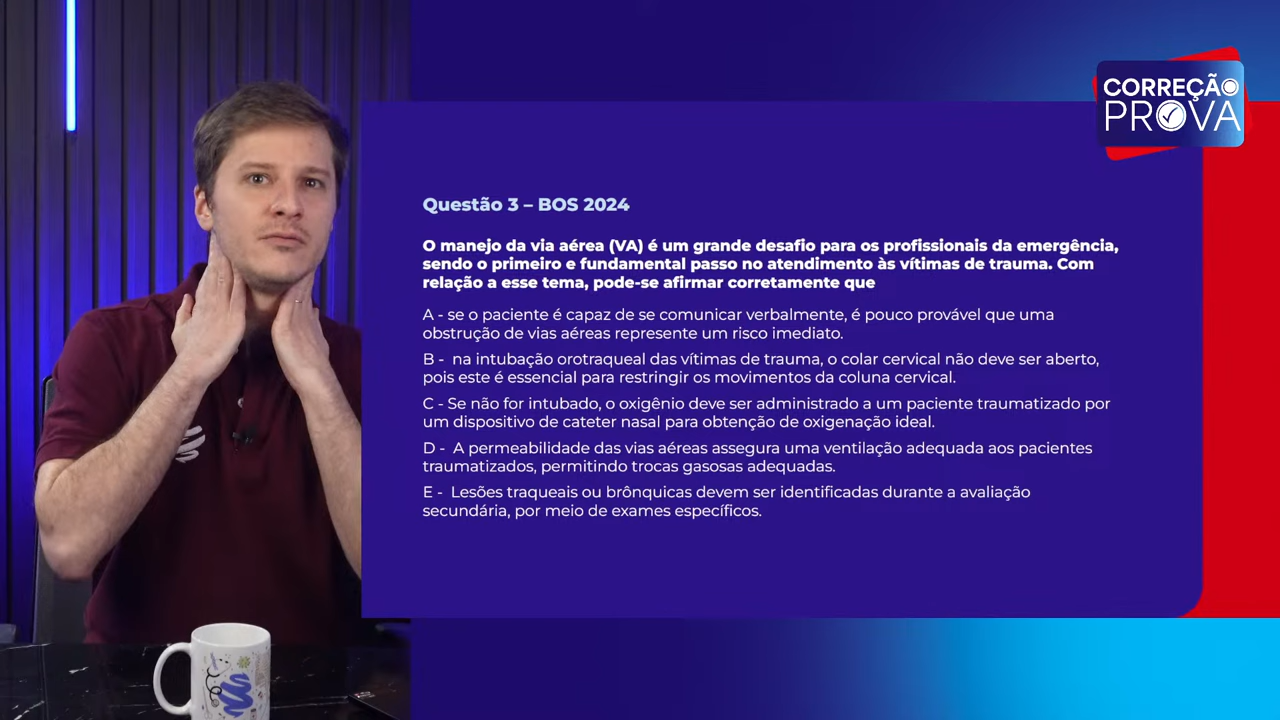 CORREÇÃO
PROVA
Questão 3 – BOS 2024
O manejo da via aérea (VA) é um grande desafio para os profissionais da emergência,
sendo o primeiro e fundamental passo no atendimento às vítimas de trauma. Com
relação a esse tema, pode-se afirmar corretamente que
A - se o paciente é capaz de se comunicar verbalmente, é pouco provável que uma
obstrução de vias aéreas represente um risco imediato.
B - na intubação orotraqueal das vítimas de trauma, o colar cervical não deve ser aberto,
pois este é essencial para restringir os movimentos da coluna cervical.
C - Se não for intubado, o oxigênio deve ser administrado a um paciente traumatizado por
um dispositivo de cateter nasal para obtenção de oxigenação ideal.
D - A permeabilidade das vias aéreas assegura uma ventilação adequada aos pacientes
traumatizados, permitindo trocas gasosas adequadas.
E - Lesões traqueais ou brônquicas devem ser identificadas durante a avaliação
secundária, por meio de exames específicos.